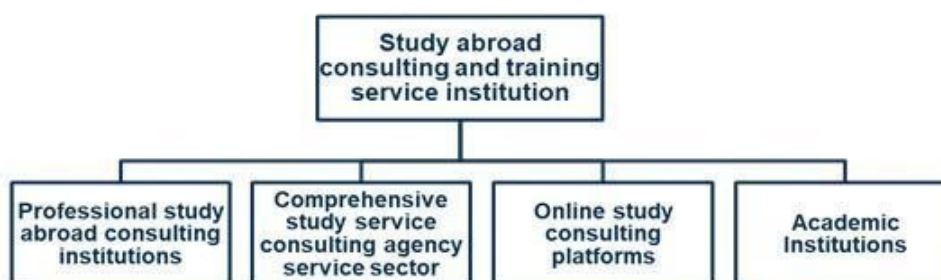 Study abroad
consulting and training
service institution
Professional study
abroad consulting
institutions
Comprehensive
study service
consulting agency
service sector
Online study
consulting
platforms
Academic
Institutions